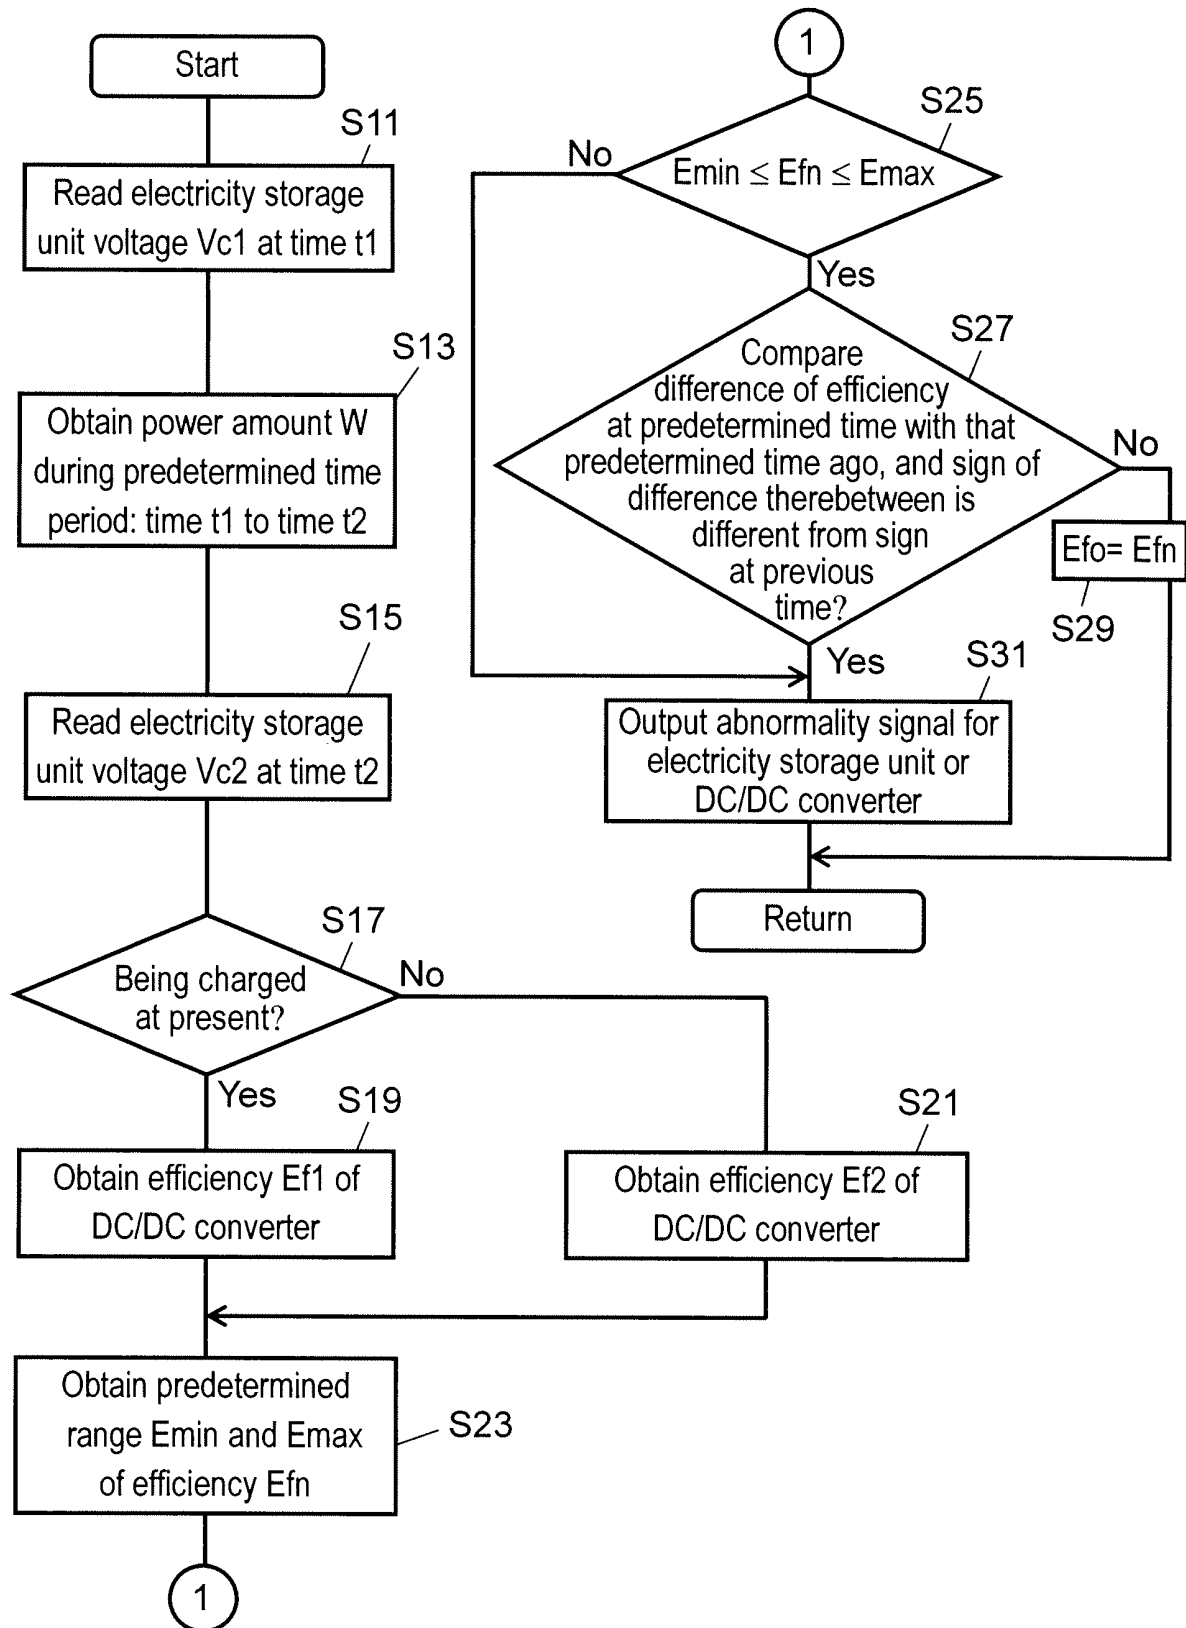 Start
S11
Read electricity storage
unit voltage Vc1 at time t1
S13
Obtain power amount W
during predetermined time
period: time t1 to time t2
S15
Read electricity storage
unit voltage Vc2 at time t2
S17
Being charged
at present?
No
Yes
S19
Obtain efficiency Ef1 of
DC/DC converter
S21
Obtain efficiency Ef2 of
DC/DC converter
Obtain predetermined
range Emin and Emax
of efficiency Efn
S23
1
1
S25
Emin ≤ Efn ≤ Emax
No
Yes
S27
Compare
difference of efficiency
at predetermined time with that
predetermined time ago, and sign of
difference therebetween is
different from sign
at previous
time?
No
Efo= Efn
S29
Yes
S31
Output abnormality signal for
electricity storage unit or
DC/DC converter
Return